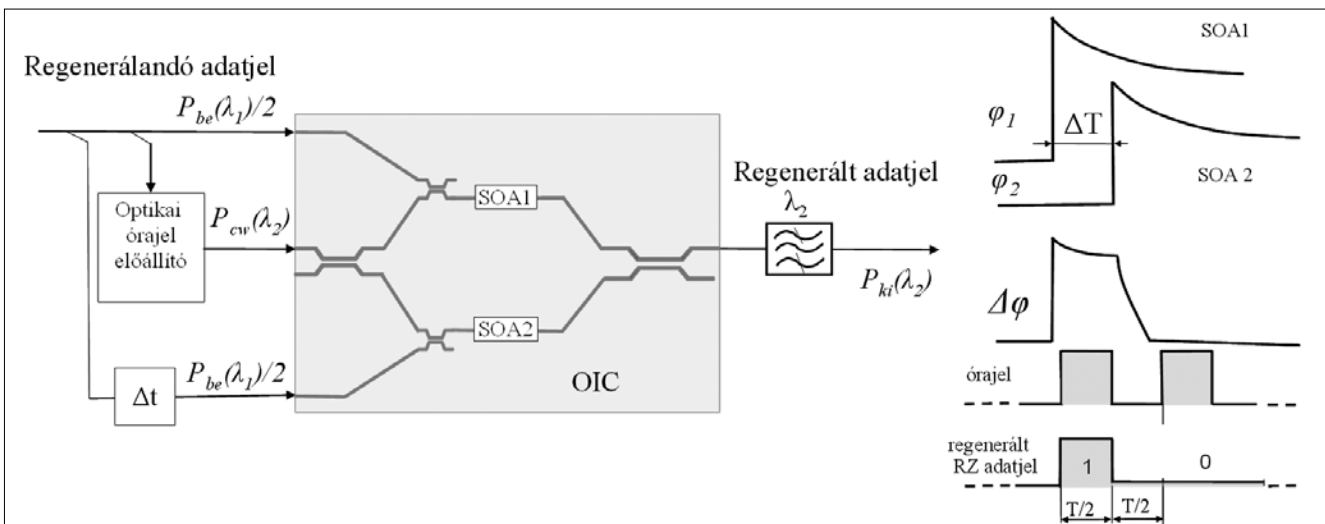 Regenerálandó adatjel
P_be(λ_1)/2
Optikai
órajel
előállító
P_cw(λ_2)
Δt
P_be(λ_1)/2
SOA1
SOA2
OIC
Regenerált adatjel
λ_2
P_ki(λ_2)
SOA1
φ_1
ΔT
φ_2
SOA 2
Δφ
órajel
regenerált
RZ adatjel
1
0
T/2
T/2